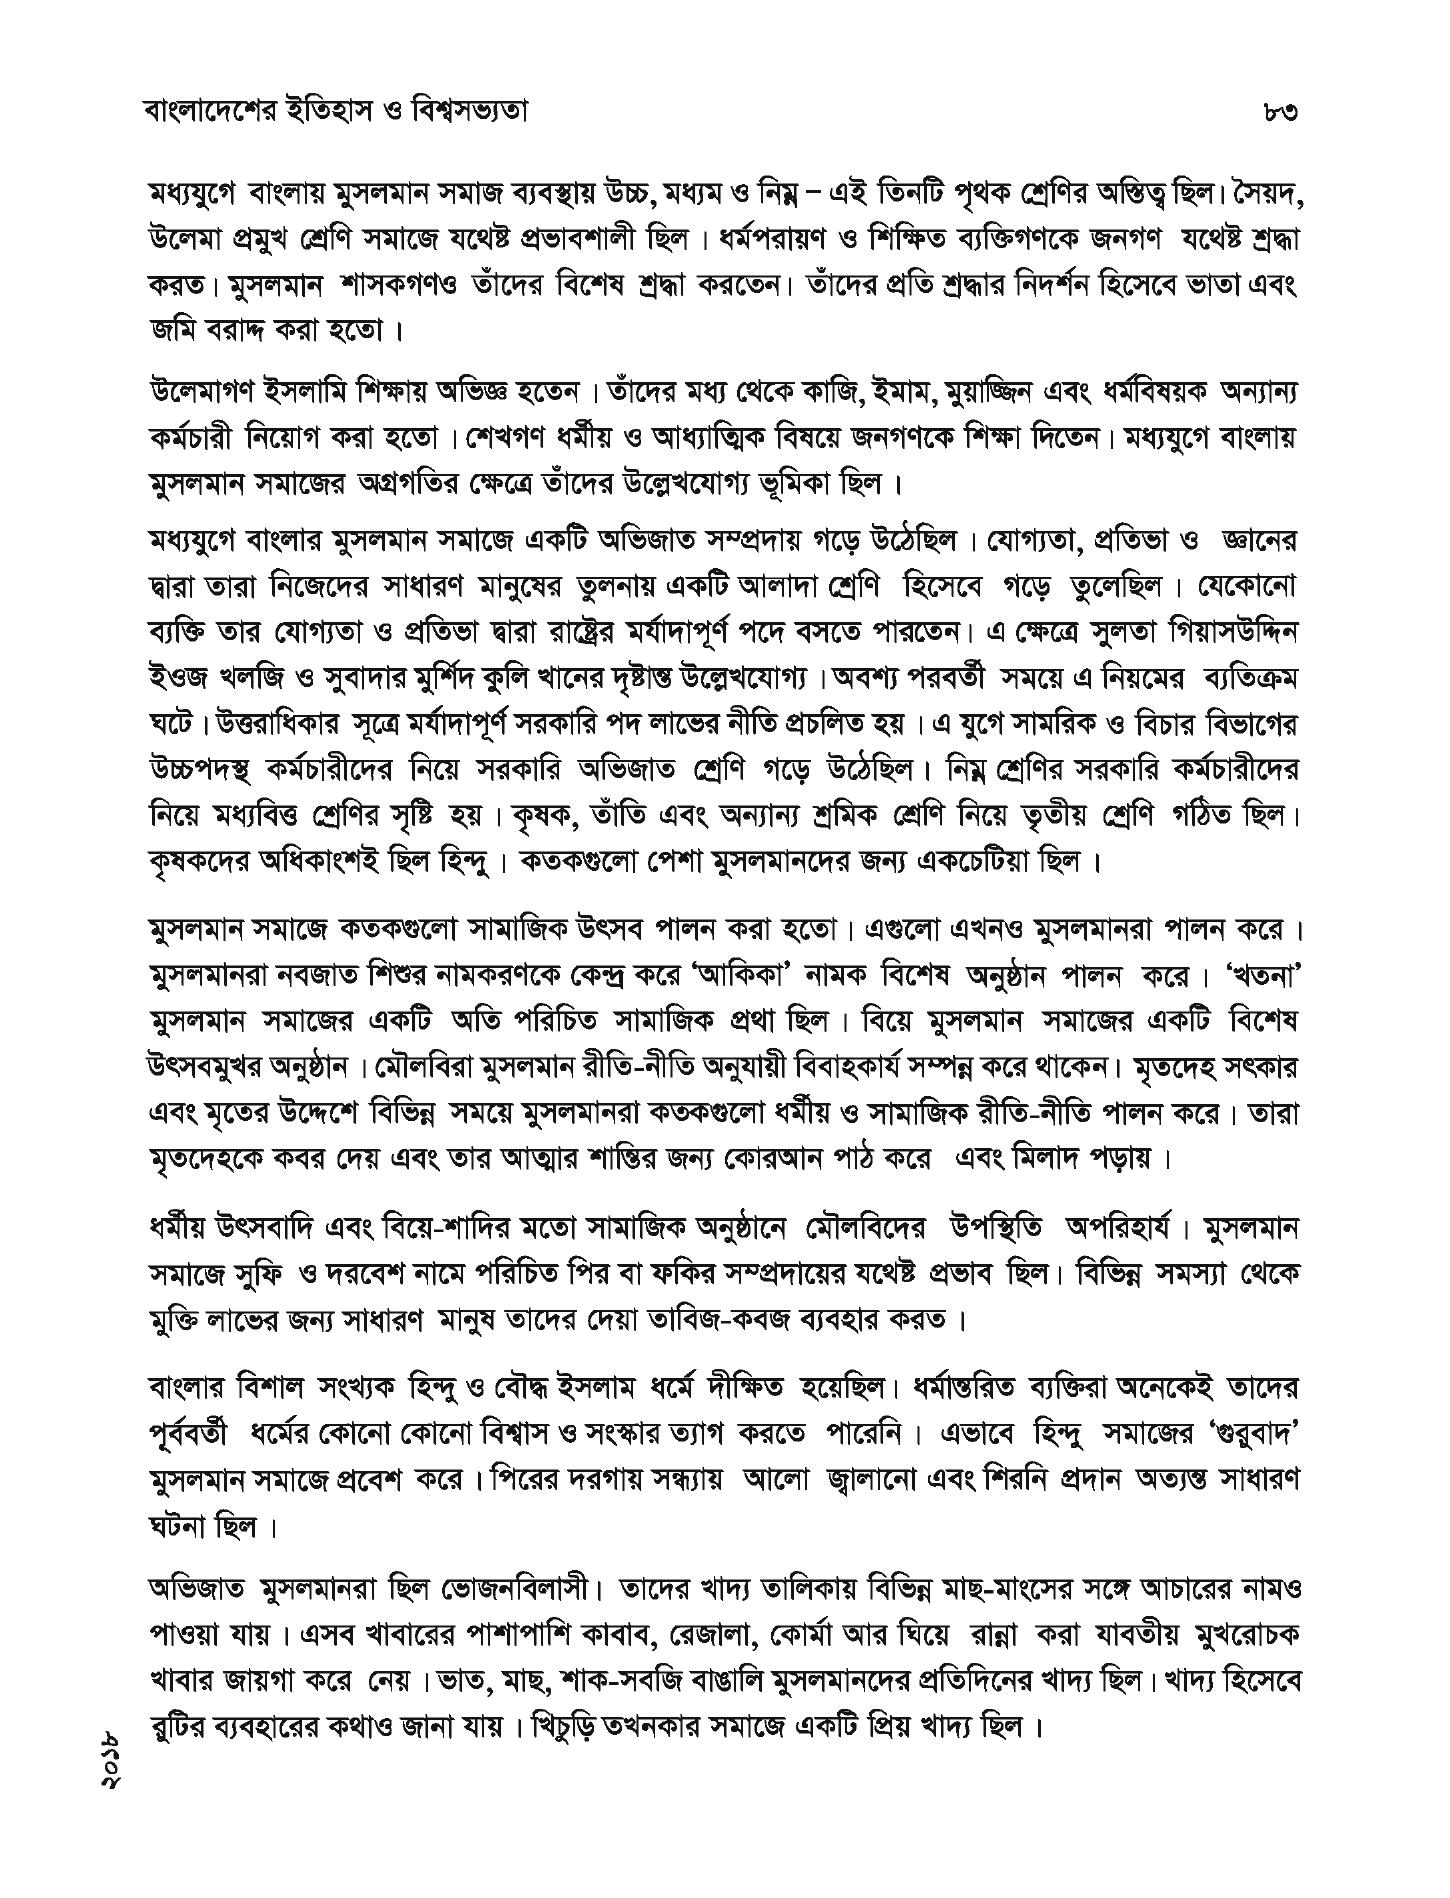 বাংলাদেশের ইতিহাস ও বিশ্বসভ্যতা ৮৩
মধ্যযুগে বাংলায় মুসলমান সমাজ ব্যবস্থায় উচ্চ, মধ্যম ও নিম্ন – এই তিনটি পৃথক শ্রেণির অস্তিত্ব ছিল। সৈয়দ,
উলেমা প্রমুখ শ্রেণি সমাজে যথেষ্ট প্রভাবশালী ছিল । ধর্মপরায়ণ ও শিক্ষিত ব্যক্তিগণকে জনগণ যথেষ্ট শ্রদ্ধা
করত। মুসলমান শাসকগণও তাঁদের বিশেষ শ্রদ্ধা করতেন। তাঁদের প্রতি শ্রদ্ধার নিদর্শন হিসেবে ভাতা এবং
জমি বরাদ্দ করা হতো ।
উলেমাগণ ইসলামি শিক্ষায় অভিজ্ঞ হতেন । তাঁদের মধ্য থেকে কাজি, ইমাম, মুয়াজ্জিন এবং ধর্মবিষয়ক অন্যান্য
কর্মচারী নিয়োগ করা হতো । শেখগণ ধর্মীয় ও আধ্যাত্মিক বিষয়ে জনগণকে শিক্ষা দিতেন। মধ্যযুগে বাংলায়
মুসলমান সমাজের অগ্রগতির ক্ষেত্রে তাঁদের উল্লেখযোগ্য ভূমিকা ছিল ।
মধ্যযুগে বাংলার মুসলমান সমাজে একটি অভিজাত সম্প্রদায় গড়ে উঠেছিল । যোগ্যতা, প্রতিভা ও জ্ঞানের
দ্বারা তারা নিজেদের সাধারণ মানুষের তুলনায় একটি আলাদা শ্রেণি হিসেবে গড়ে তুলেছিল । যেকোনো
ব্যক্তি তার যোগ্যতা ও প্রতিভা দ্বারা রাষ্ট্রের মর্যাদাপূর্ণ পদে বসতে পারতেন। এ ক্ষেত্রে সুলতা গিয়াসউদ্দিন
ইওজ খলজি ও সুবাদার মুর্শিদ কুলি খানের দৃষ্টান্ত উল্লেখযোগ্য । অবশ্য পরবর্তী সময়ে এ নিয়মের ব্যতিক্রম
ঘটে । উত্তরাধিকার সূত্রে মর্যাদাপূর্ণ সরকারি পদ লাভের নীতি প্রচলিত হয় । এ যুগে সামরিক ও বিচার বিভাগের
উচ্চপদস্থ কর্মচারীদের নিয়ে সরকারি অভিজাত শ্রেণি গড়ে উঠেছিল। নিম্ন শ্রেণির সরকারি কর্মচারীদের
নিয়ে মধ্যবিত্ত শ্রেণির সৃষ্টি হয় । কৃষক, তাঁতি এবং অন্যান্য শ্রমিক শ্রেণি নিয়ে তৃতীয় শ্রেণি গঠিত ছিল।
কৃষকদের অধিকাংশই ছিল হিন্দু । কতকগুলো পেশা মুসলমানদের জন্য একচেটিয়া ছিল ।
মুসলমান সমাজে কতকগুলো সামাজিক উৎসব পালন করা হতো । এগুলো এখনও মুসলমানরা পালন করে ।
মুসলমানরা নবজাত শিশুর নামকরণকে কেন্দ্র করে ‘আকিকা’ নামক বিশেষ অনুষ্ঠান পালন করে । ‘খতনা’
মুসলমান সমাজের একটি অতি পরিচিত সামাজিক প্রথা ছিল । বিয়ে মুসলমান সমাজের একটি বিশেষ
উৎসবমুখর অনুষ্ঠান । মৌলবিরা মুসলমান রীতি-নীতি অনুযায়ী বিবাহকার্য সম্পন্ন করে থাকেন। মৃতদেহ সৎকার
এবং মৃতের উদ্দেশে বিভিন্ন সময়ে মুসলমানরা কতকগুলো ধর্মীয় ও সামাজিক রীতি-নীতি পালন করে । তারা
মৃতদেহকে কবর দেয় এবং তার আত্মার শান্তির জন্য কোরআন পাঠ করে এবং মিলাদ পড়ায় ।
ধর্মীয় উৎসবাদি এবং বিয়ে-শাদির মতো সামাজিক অনুষ্ঠানে মৌলবিদের উপস্থিতি অপরিহার্য । মুসলমান
সমাজে সুফি ও দরবেশ নামে পরিচিত পির বা ফকির সম্প্রদায়ের যথেষ্ট প্রভাব ছিল। বিভিন্ন সমস্যা থেকে
মুক্তি লাভের জন্য সাধারণ মানুষ তাদের দেয়া তাবিজ-কবজ ব্যবহার করত ।
বাংলার বিশাল সংখ্যক হিন্দু ও বৌদ্ধ ইসলাম ধর্মে দীক্ষিত হয়েছিল। ধর্মান্তরিত ব্যক্তিরা অনেকেই তাদের
পূর্ববর্তী ধর্মের কোনো কোনো বিশ্বাস ও সংস্কার ত্যাগ করতে পারেনি । এভাবে হিন্দু সমাজের ‘গুরুবাদ’
মুসলমান সমাজে প্রবেশ করে । পিরের দরগায় সন্ধ্যায় আলো জ্বালানো এবং শিরনি প্রদান অত্যন্ত সাধারণ
ঘটনা ছিল ।
অভিজাত মুসলমানরা ছিল ভোজনবিলাসী। তাদের খাদ্য তালিকায় বিভিন্ন মাছ-মাংসের সঙ্গে আচারের নামও
পাওয়া যায় । এসব খাবারের পাশাপাশি কাবাব, রেজালা, কোর্মা আর ঘিয়ে রান্না করা যাবতীয় মুখরোচক
খাবার জায়গা করে নেয় । ভাত, মাছ, শাক-সবজি বাঙালি মুসলমানদের প্রতিদিনের খাদ্য ছিল। খাদ্য হিসেবে
রুটির ব্যবহারের কথাও জানা যায় । খিচুড়ি তখনকার সমাজে একটি প্রিয় খাদ্য ছিল ।
২০১৮